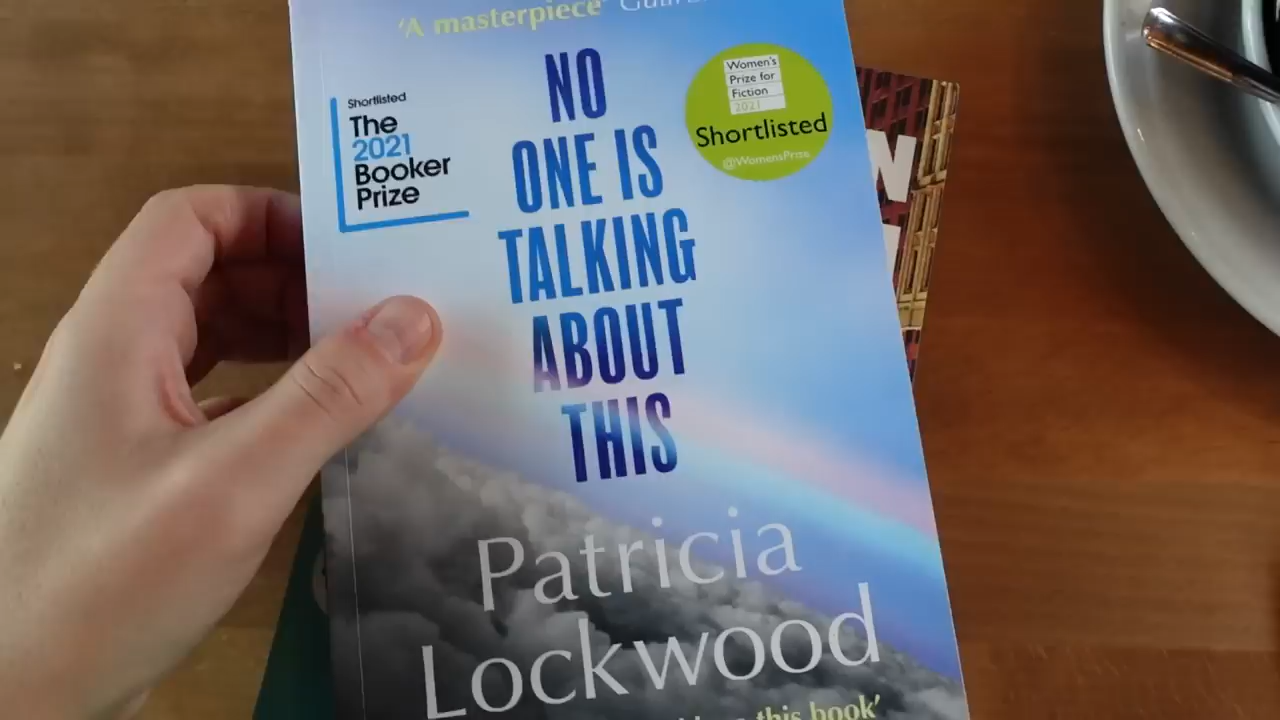 'A masterpiece'
Shortlisted
The
2021
Booker
Prize
NO
ONE IS
TALKING
ABOUT
THIS
Women's
Prize for
Fiction
2021
Shortlisted
@WomensPrize
N
Patricia
Lockwood
this book'